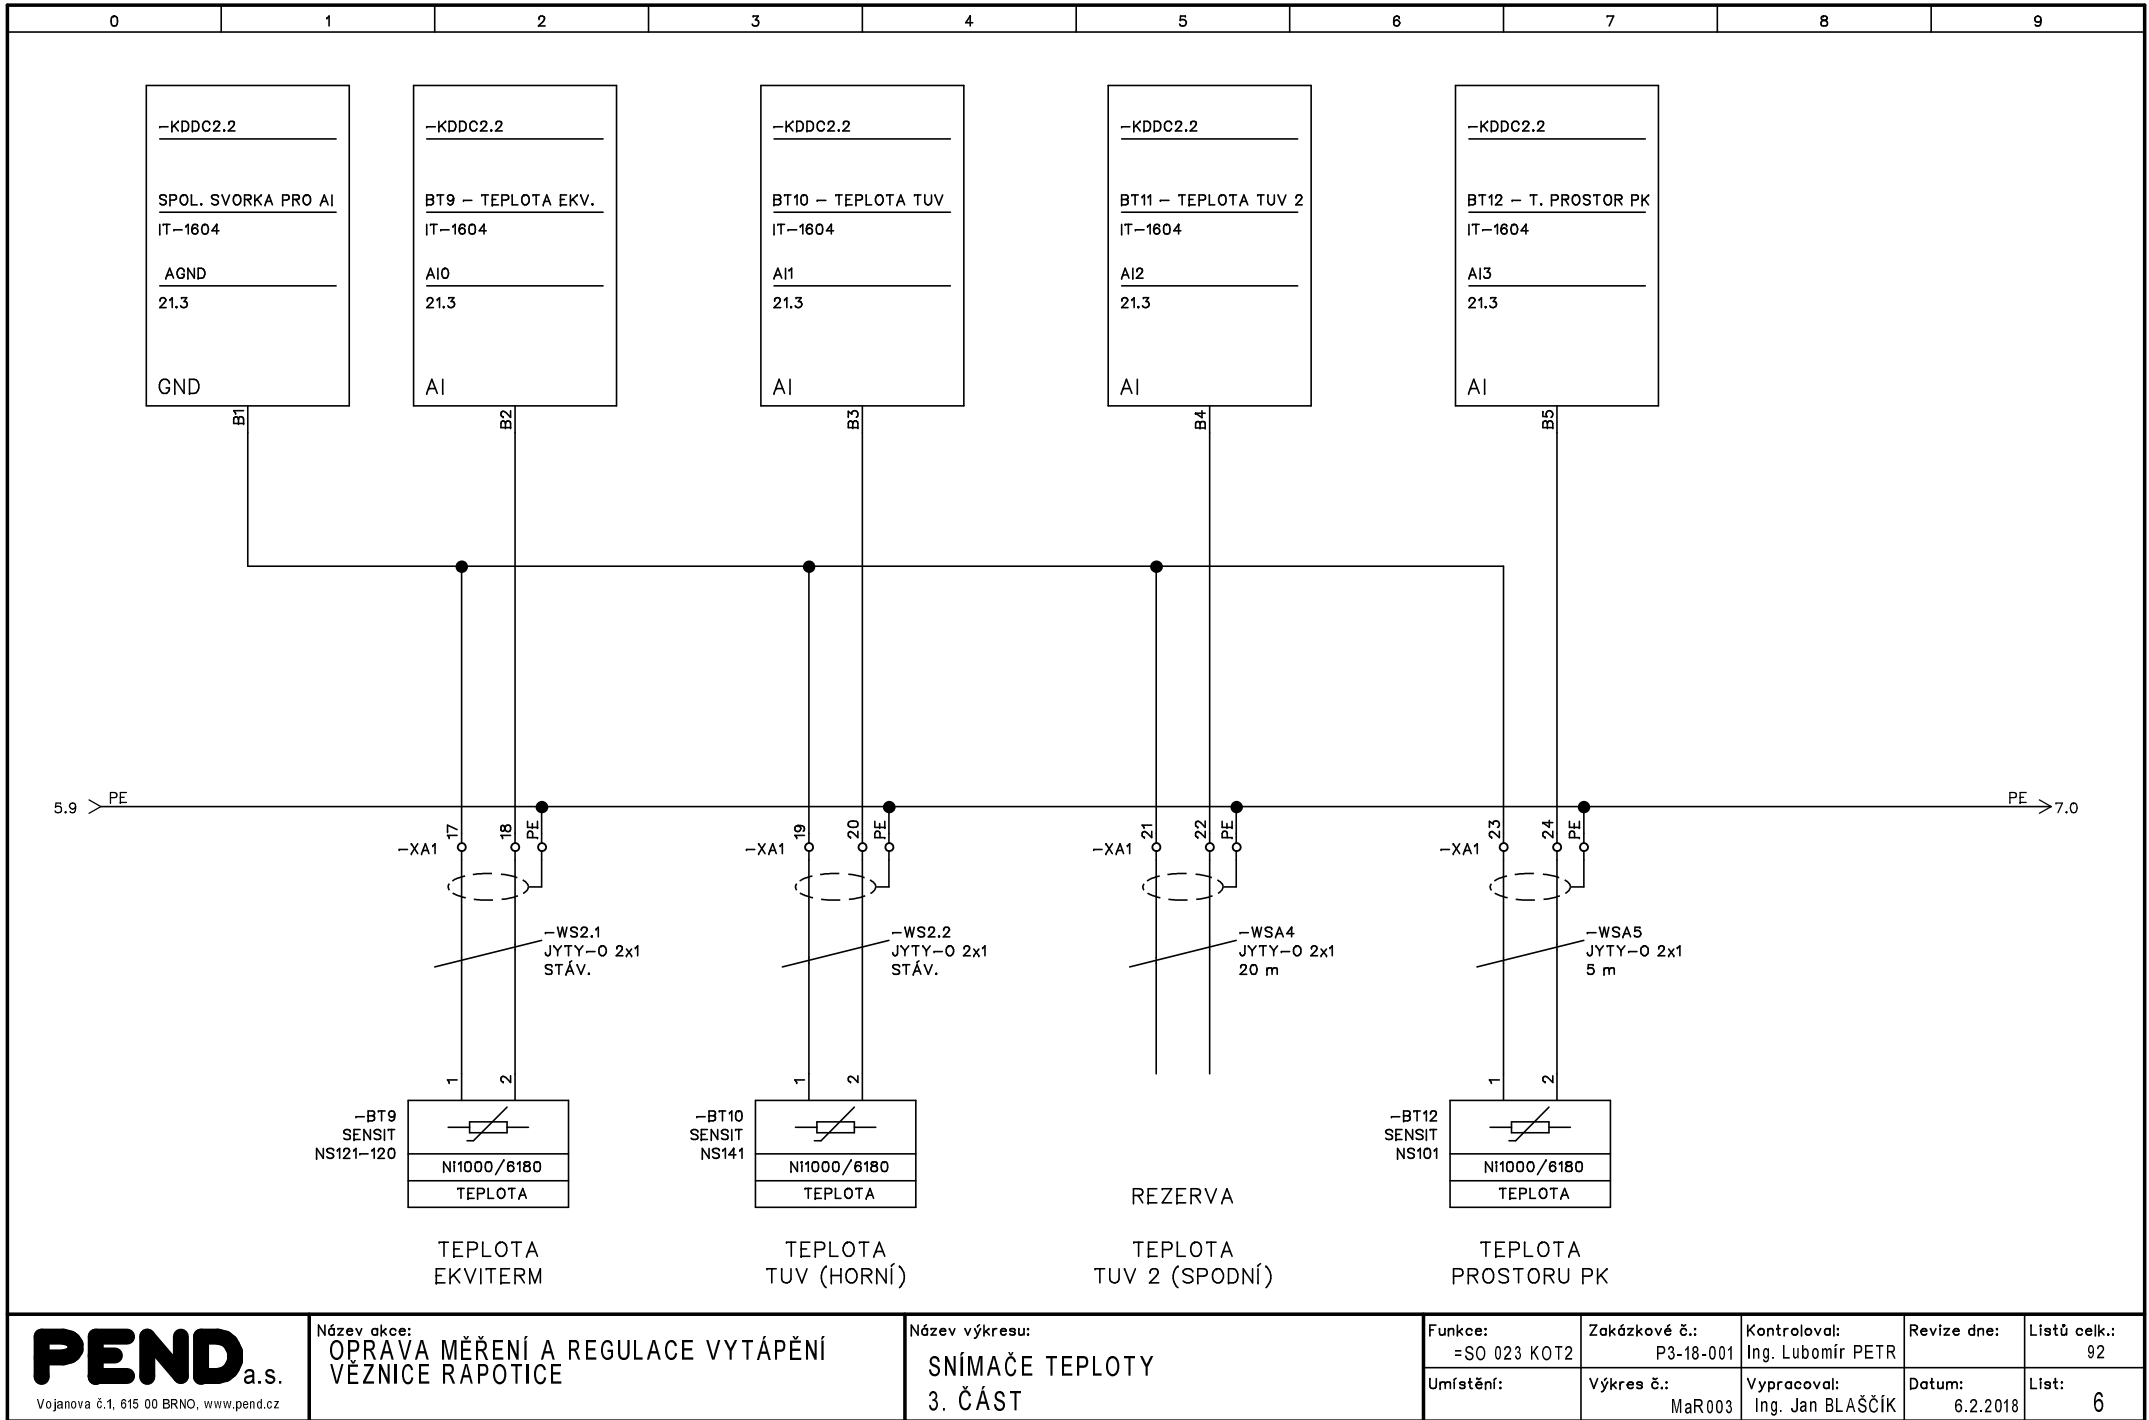 0 1 2 3 4 5 6 7 8 9
-KDDC2.2
SPOL. SVORKA PRO AI
IT-1604
AGND
21.3
GND
B1
-KDDC2.2
BT9 - TEPLOTA EKV.
IT-1604
AI0
21.3
AI
B2
-KDDC2.2
BT10 - TEPLOTA TUV
IT-1604
AI1
21.3
AI
B3
-KDDC2.2
BT11 - TEPLOTA TUV 2
IT-1604
AI2
21.3
AI
B4
-KDDC2.2
BT12 - T. PROSTOR PK
IT-1604
AI3
21.3
AI
B5
5.9 PE
PE 7.0
-XA1 17 18 PE
-XA1 19 20 PE
-XA1 21 22 PE
-XA1 23 24 PE
-WS2.1
JYTY-O 2x1
STÁV.
-WS2.2
JYTY-O 2x1
STÁV.
-WSA4
JYTY-O 2x1
20 m
-WSA5
JYTY-O 2x1
5 m
1 2
-BT9
SENSIT
NS121-120
Ni1000/6180
TEPLOTA
TEPLOTA
EKVITERM
1 2
-BT10
SENSIT
NS141
Ni1000/6180
TEPLOTA
TEPLOTA
TUV (HORNÍ)
REZERVA
TEPLOTA
TUV 2 (SPODNÍ)
1 2
-BT12
SENSIT
NS101
Ni1000/6180
TEPLOTA
TEPLOTA
PROSTORU PK
PEND a.s.
Vojanova č.1, 615 00 BRNO, www.pend.cz
Název akce:
OPRAVA MĚŘENÍ A REGULACE VYTÁPĚNÍ
VĚZNICE RAPOTICE
Název výkresu:
SNÍMAČE TEPLOTY
3. ČÁST
Funkce:
=SO 023 KOT2
Umístění:
Zakázkové č.:
P3-18-001
Výkres č.:
MaR003
Kontroloval:
Ing. Lubomír PETR
Vypracoval:
Ing. Jan BLAŠČÍK
Revize dne:
Datum:
6.2.2018
Listů celk.:
92
List:
6